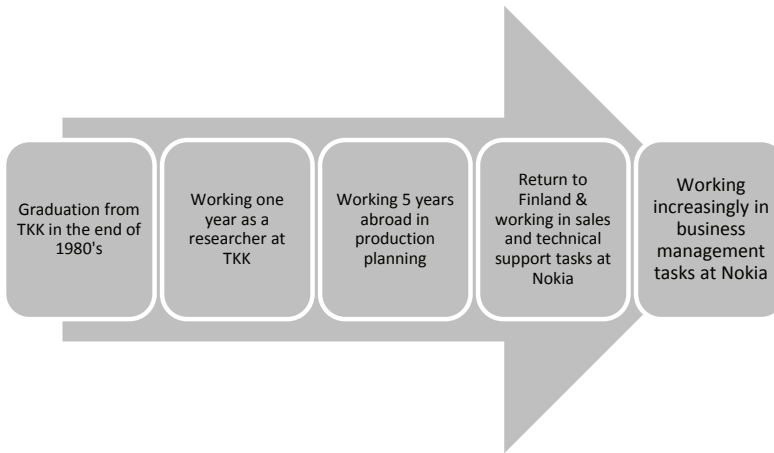 Graduation from
TKK in the end of
1980's
Working one
year as a
researcher at
TKK
Working 5 years
abroad in
production
planning
Return to
Finland &
working in sales
and technical
support tasks at
Nokia
Working
increasingly in
business
management
tasks at Nokia